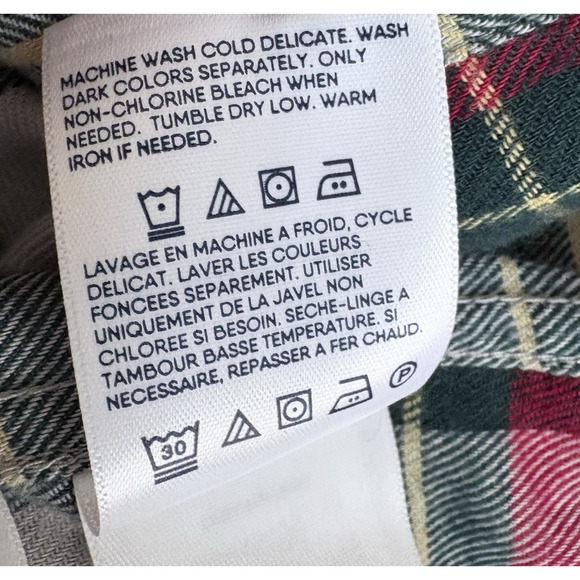 MACHINE WASH COLD DELICATE. WASH
DARK COLORS SEPARATELY. ONLY
NON-CHLORINE BLEACH WHEN
NEEDED. TUMBLE DRY LOW. WARM
IRON IF NEEDED.
LAVAGE EN MACHINE A FROID, CYCLE
DELICAT. LAVER LES COULEURS
FONCEES SEPAREMENT. UTILISER
UNIQUEMENT DE LA JAVEL NON
CHLOREE SI BESOIN. SECHE-LINGE A
TAMBOUR BASSE TEMPERATURE. SI
NECESSAIRE, REPASSER A FER CHAUD.
30 P